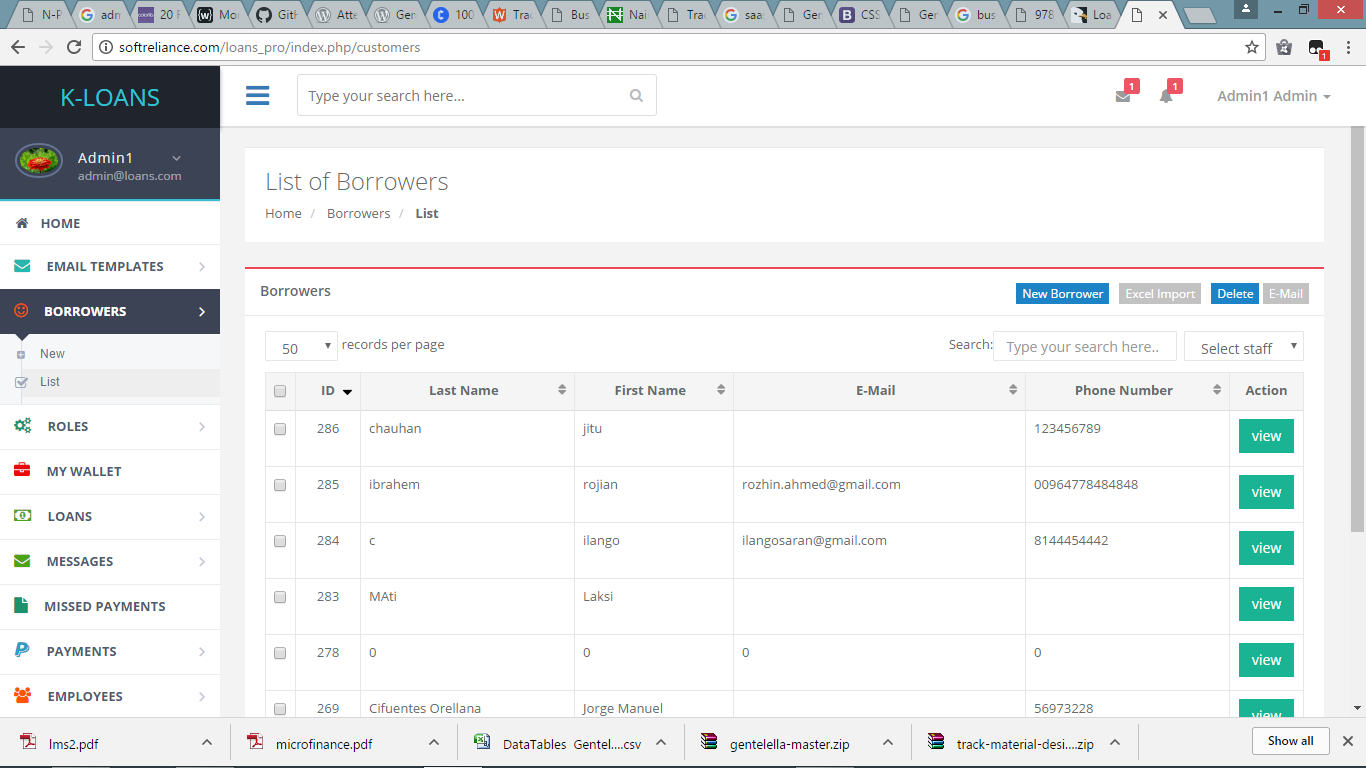 N-P adm 20 F Mo GitH Atte Gen 100 Trac Bus Nain Trac saas Ger CSS Ger bus 978 Loa
softreliance.com/loans_pro/index.php/customers
K-LOANS Type your search here... 1 1 Admin1 Admin
Admin1
admin@loans.com
List of Borrowers
Home / Borrowers / List
HOME
EMAIL TEMPLATES
BORROWERS
New
List
ROLES
MY WALLET
LOANS
MESSAGES
MISSED PAYMENTS
PAYMENTS
EMPLOYEES
Borrowers New Borrower Excel Import Delete E-Mail
50 records per page Search: Type your search here.. Select staff
ID Last Name First Name E-Mail Phone Number Action
286 chauhan jitu 123456789 view
285 ibrahem rojian rozhin.ahmed@gmail.com 00964778484848 view
284 c ilango ilangosaran@gmail.com 8144454442 view
283 MAti Laksi view
278 0 0 0 0 view
269 Cifuentes Orellana Jorge Manuel 56973228 view
lms2.pdf microfinance.pdf DataTables Gentel....csv gentelella-master.zip track-material-desi....zip Show all